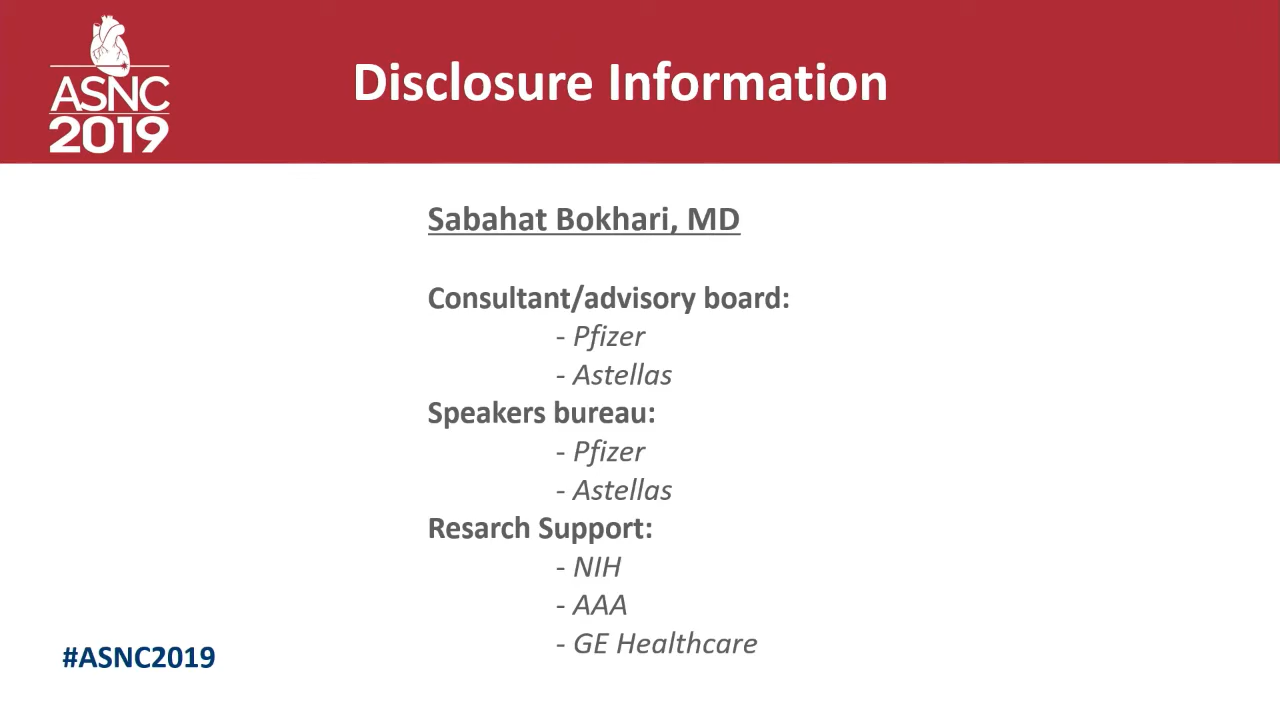 ASNC
2019
Disclosure Information
Sabahat Bokhari, MD
Consultant/advisory board:
- Pfizer
- Astellas
Speakers bureau:
- Pfizer
- Astellas
Resarch Support:
- NIH
- AAA
- GE Healthcare
#ASNC2019